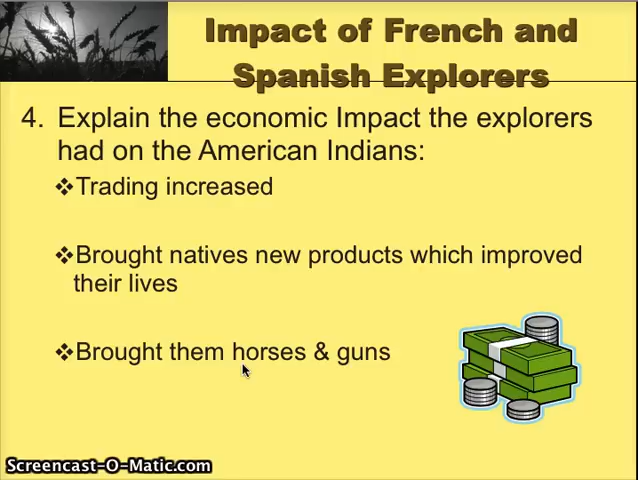 Impact of French and
Spanish Explorers
4. Explain the economic Impact the explorers
had on the American Indians:
❖Trading increased
❖Brought natives new products which improved
their lives
❖Brought them horses & guns
Screencast-O-Matic.com